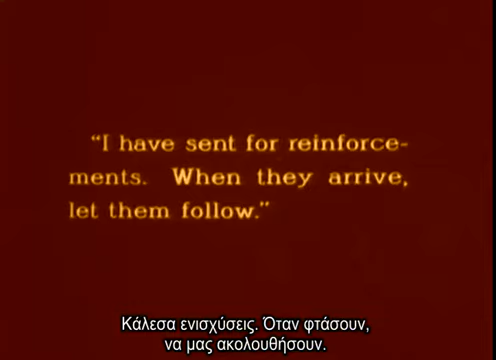 “I have sent for reinforce-
ments. When they arrive,
let them follow.”
Κάλεσα ενισχύσεις. Όταν φτάσουν,
να μας ακολουθήσουν.